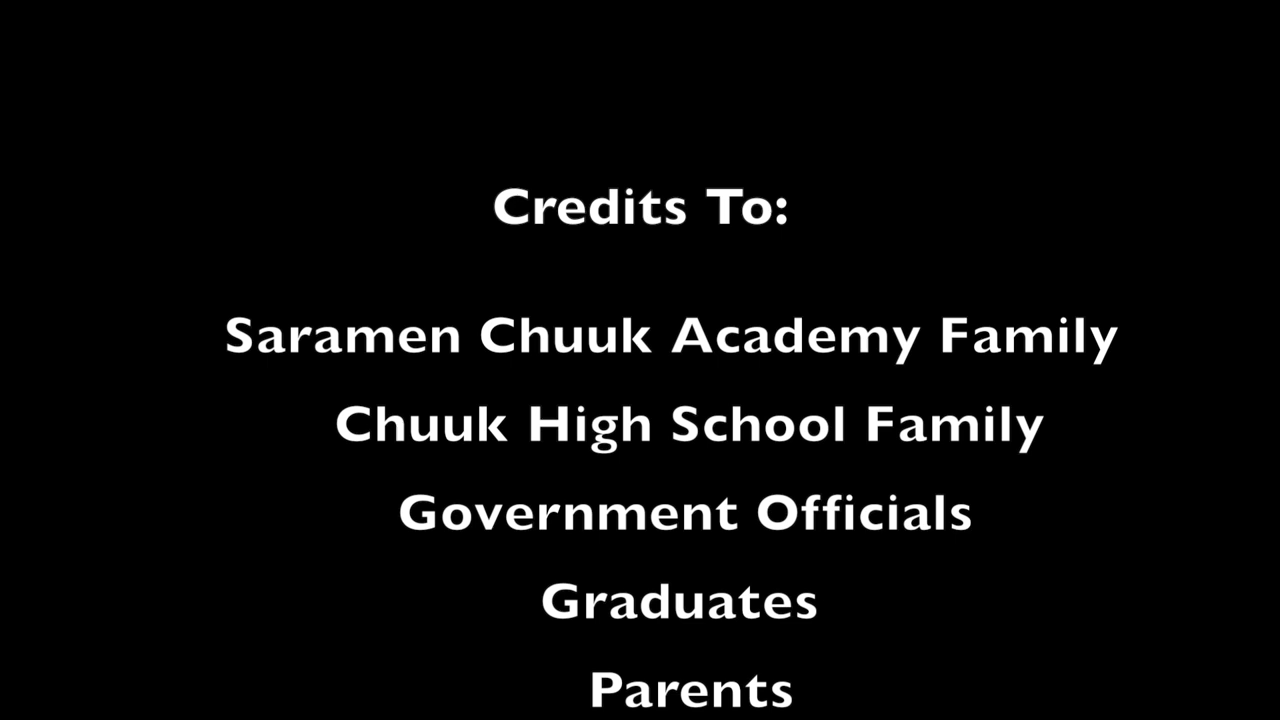 Credits To:
Saramen Chuuk Academy Family
Chuuk High School Family
Government Officials
Graduates
Parents